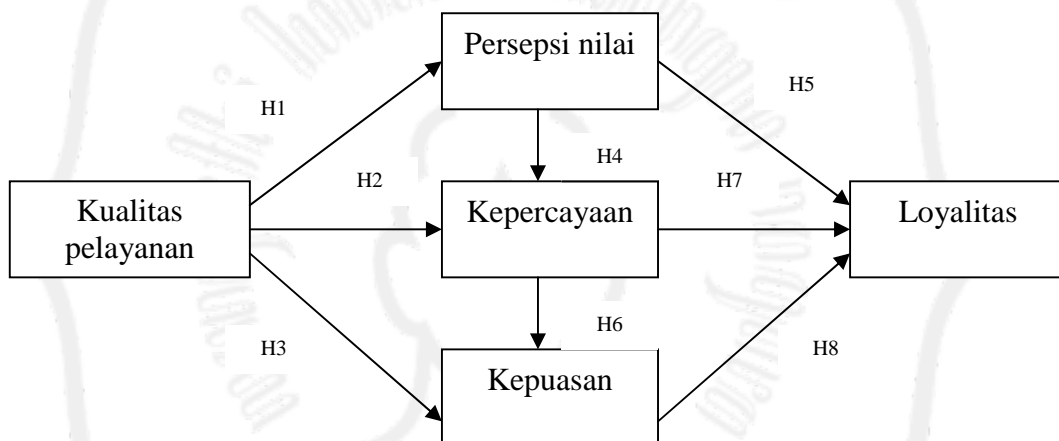 Persepsi nilai
H5
H1
H4
H2
H7
Kualitas
pelayanan
Kepercayaan
Loyalitas
H6
H3
H8
Kepuasan